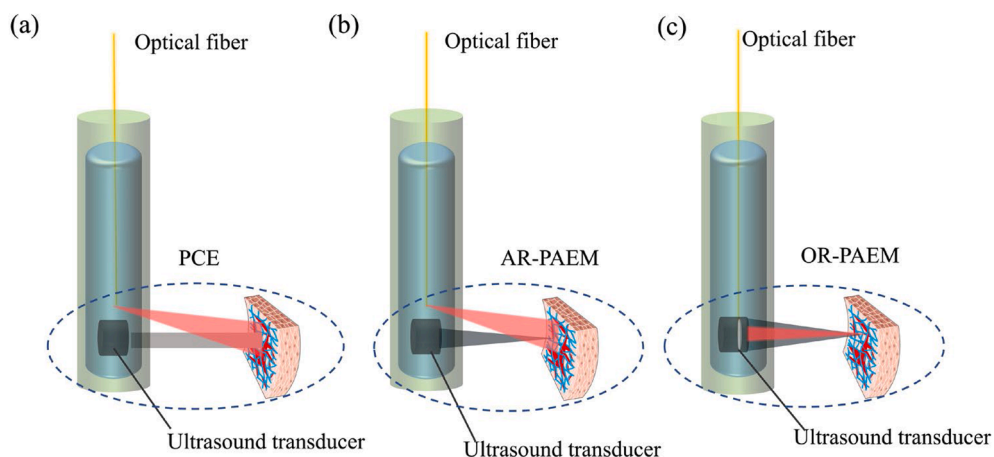 (a)
Optical fiber
PCE
Ultrasound transducer
(b)
Optical fiber
AR-PAEM
Ultrasound transducer
(c)
Optical fiber
OR-PAEM
Ultrasound transducer